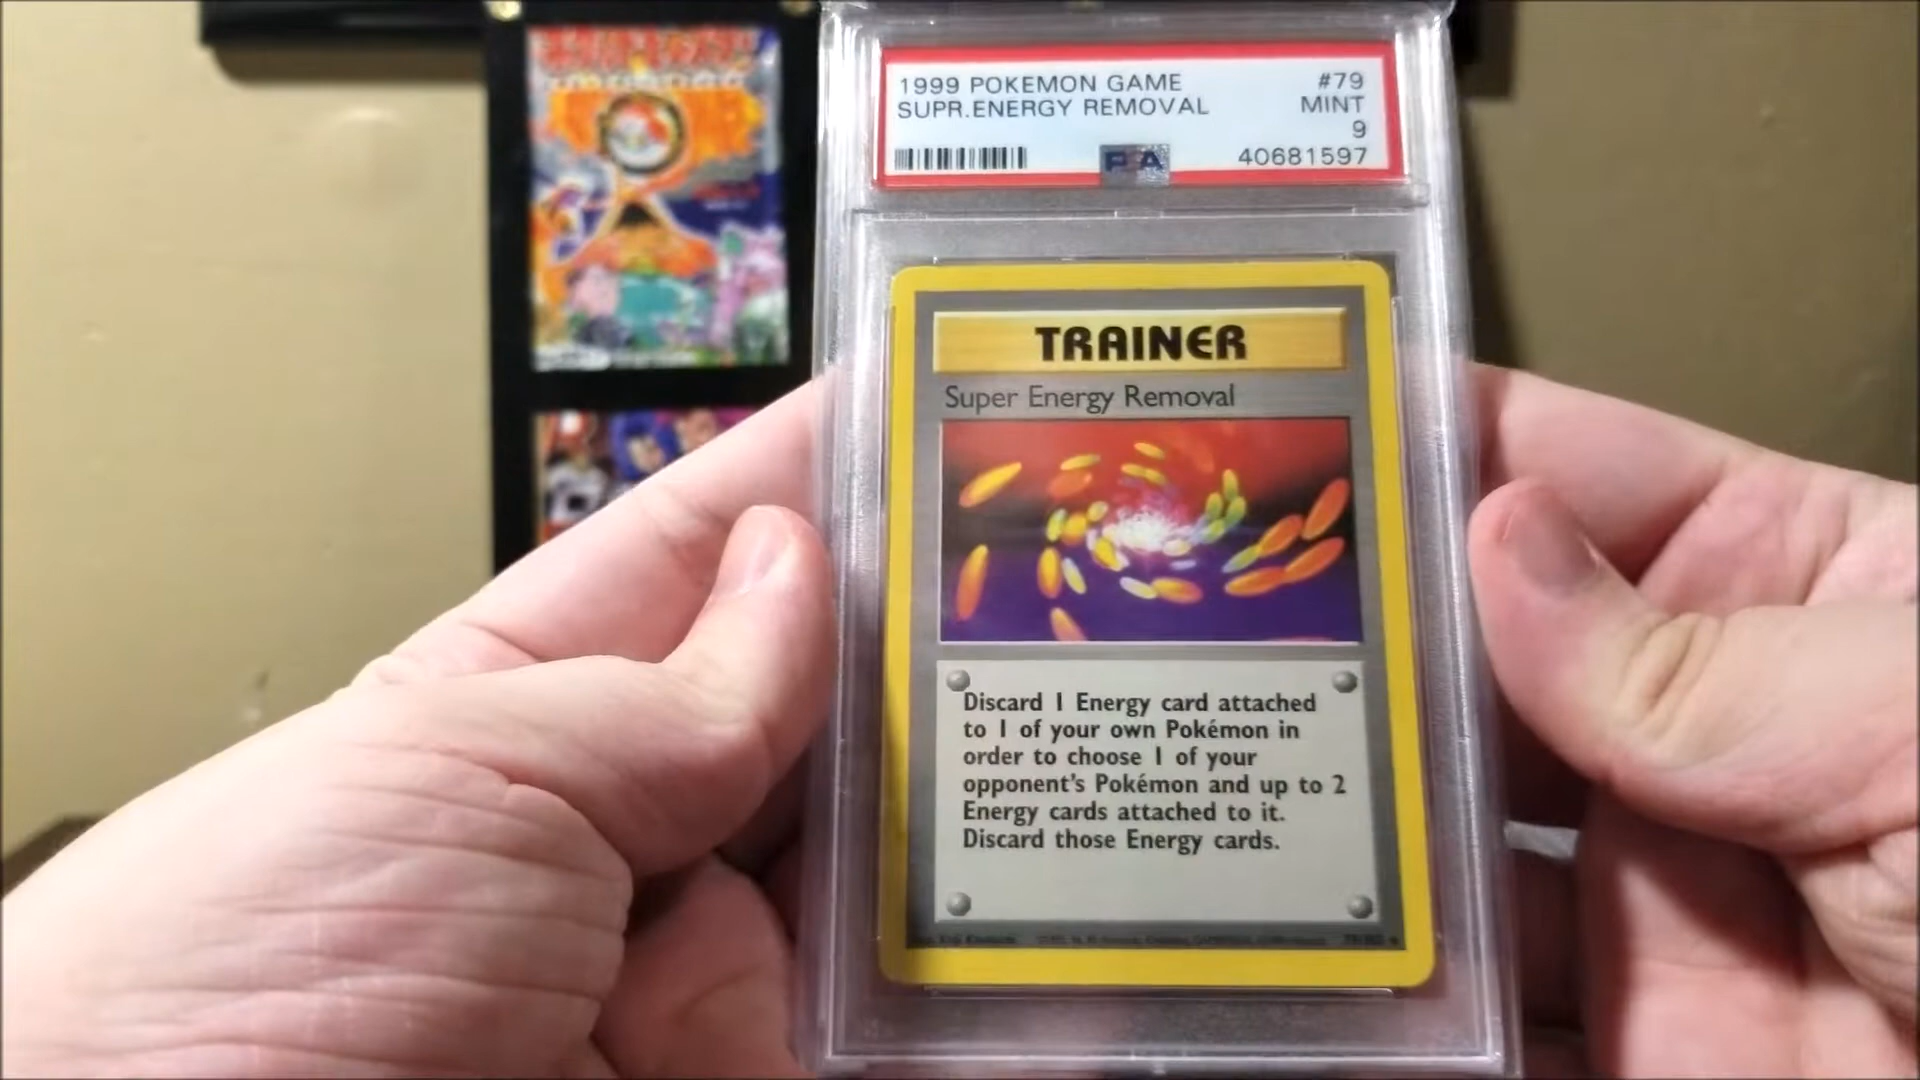 1999 POKEMON GAME #79
SUPR.ENERGY REMOVAL MINT
9
PSA 40681597
TRAINER
Super Energy Removal
Discard 1 Energy card attached
to 1 of your own Pokémon in
order to choose 1 of your
opponent's Pokémon and up to 2
Energy cards attached to it.
Discard those Energy cards.